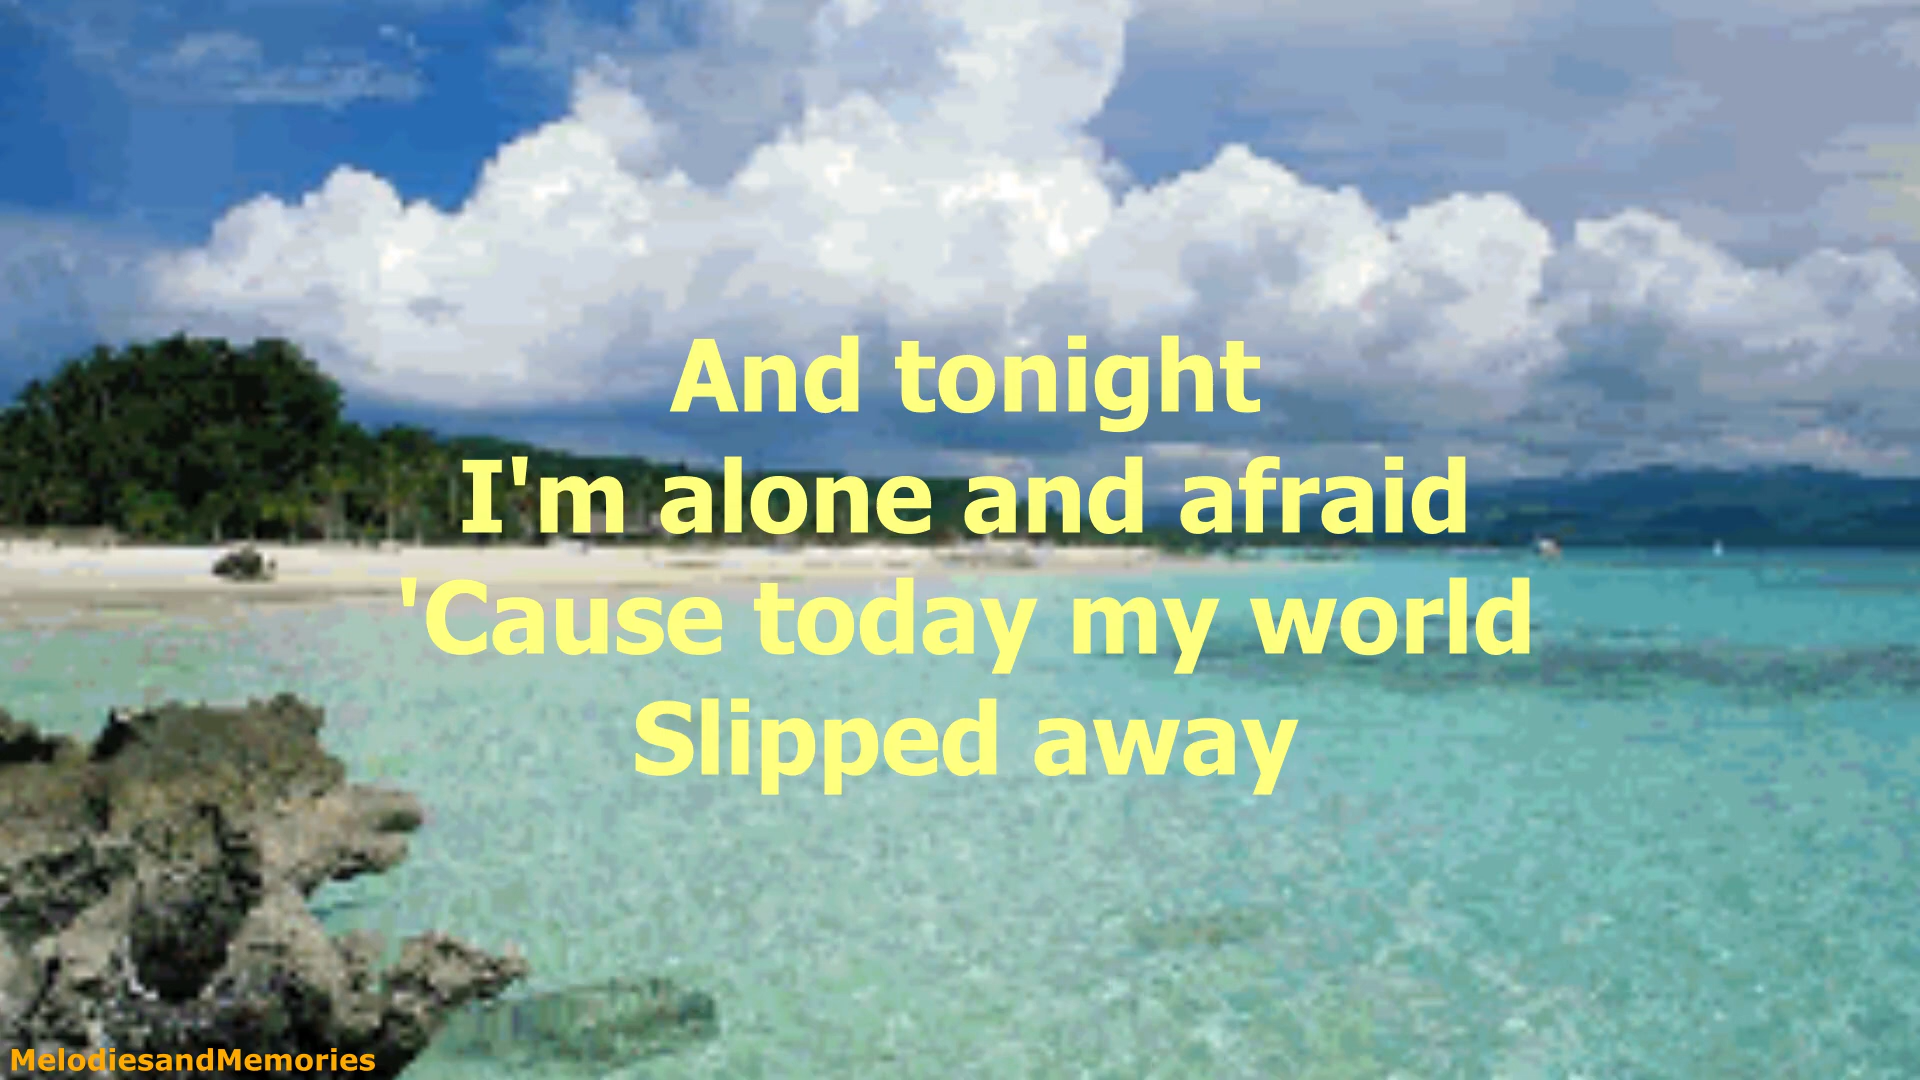 And tonight
I'm alone and afraid
'Cause today my world
Slipped away
MelodiesandMemories